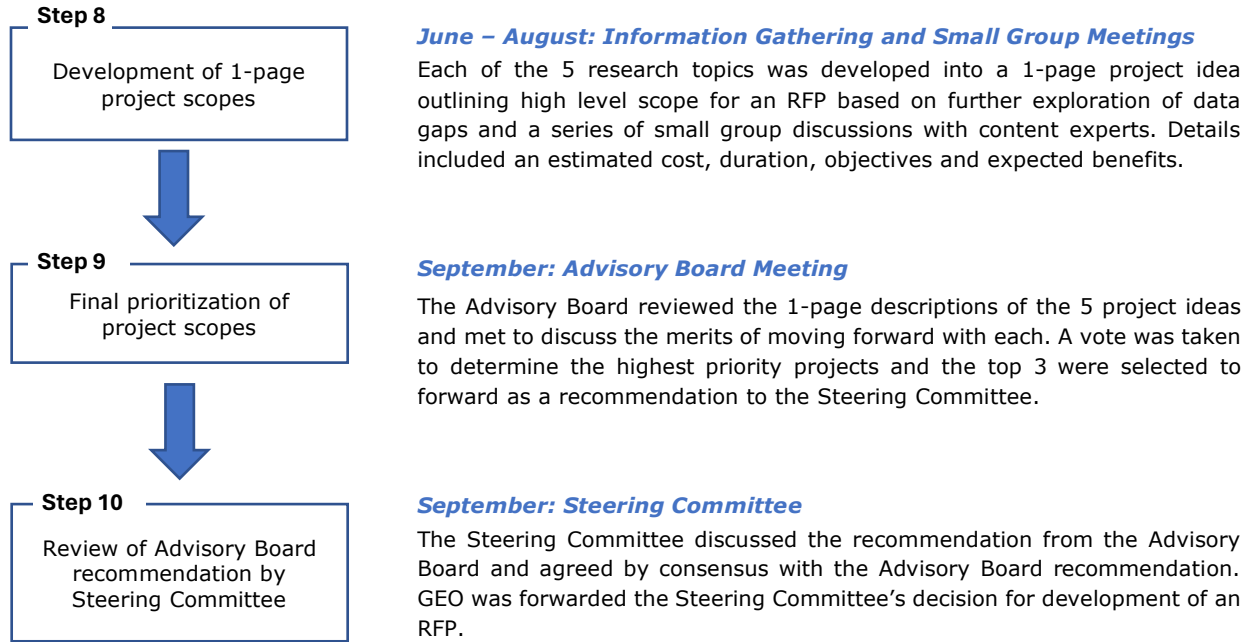 Step 8
Development of 1-page
project scopes
June – August: Information Gathering and Small Group Meetings
Each of the 5 research topics was developed into a 1-page project idea
outlining high level scope for an RFP based on further exploration of data
gaps and a series of small group discussions with content experts. Details
included an estimated cost, duration, objectives and expected benefits.
Step 9
Final prioritization of
project scopes
September: Advisory Board Meeting
The Advisory Board reviewed the 1-page descriptions of the 5 project ideas
and met to discuss the merits of moving forward with each. A vote was taken
to determine the highest priority projects and the top 3 were selected to
forward as a recommendation to the Steering Committee.
Step 10
Review of Advisory Board
recommendation by
Steering Committee
September: Steering Committee
The Steering Committee discussed the recommendation from the Advisory
Board and agreed by consensus with the Advisory Board recommendation.
GEO was forwarded the Steering Committee’s decision for development of an
RFP.